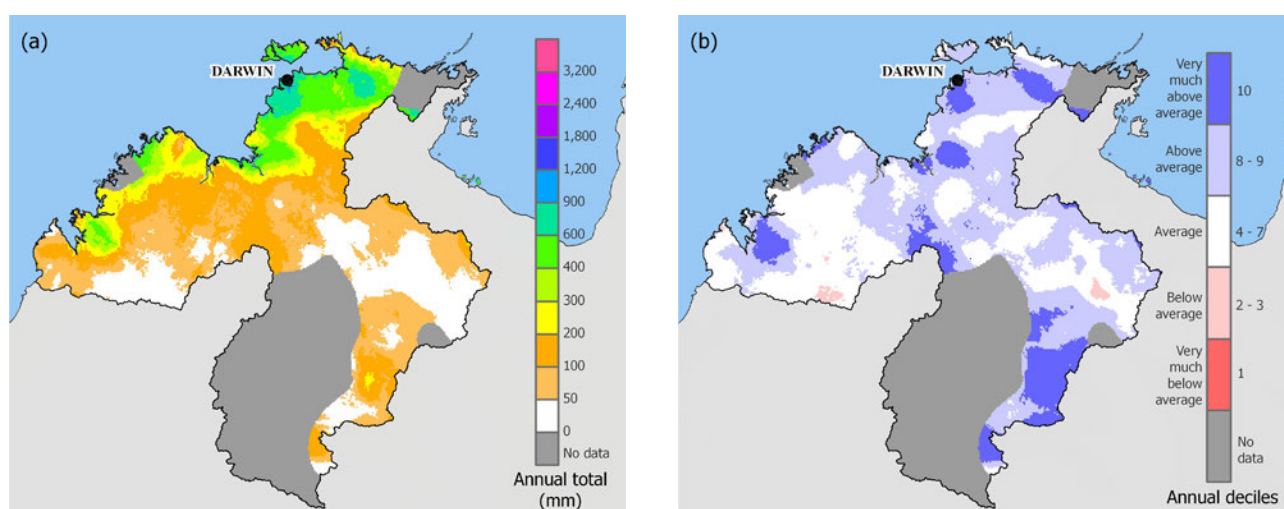 (a)
DARWIN
3,200
2,400
1,800
1,200
900
600
400
300
200
100
50
0
No data
Annual total
(mm)
(b)
DARWIN
Very
much
above
average
10
Above
average
8 - 9
Average
4 - 7
Below
average
2 - 3
Very
much
below
average
1
No
data
Annual deciles